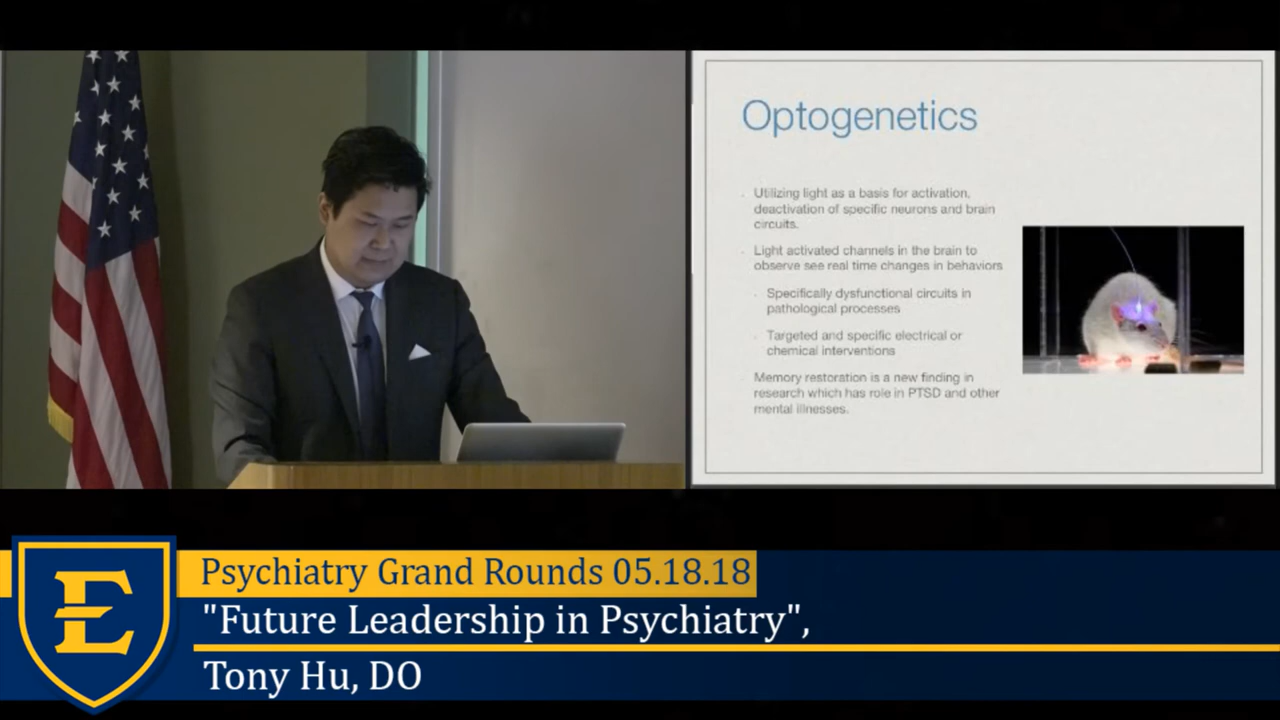 Optogenetics
Utilizing light as a basis for activation,
deactivation of specific neurons and brain
circuits.
Light activated channels in the brain to
observe see real time changes in behaviors
Specifically dysfunctional circuits in
pathological processes
Targeted and specific electrical or
chemical interventions
Memory restoration is a new finding in
research which has role in PTSD and other
mental illnesses.
E
Psychiatry Grand Rounds 05.18.18
"Future Leadership in Psychiatry",
Tony Hu, DO